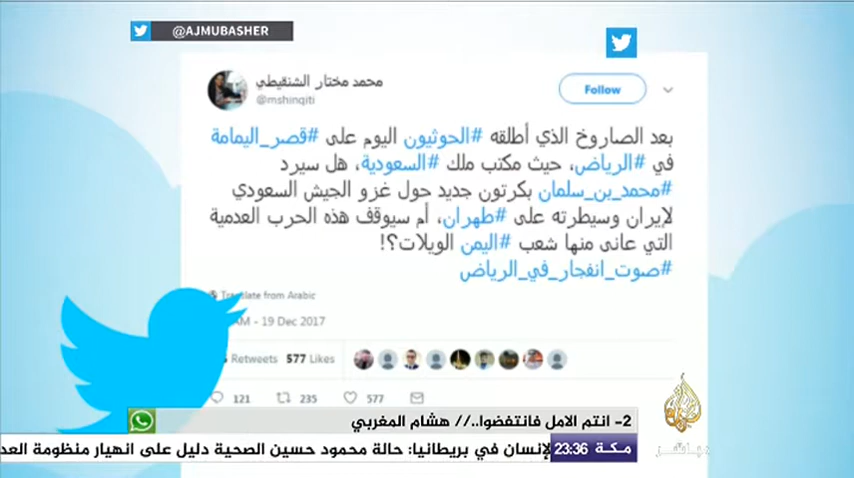 @AJMUBASHER
محمد مختار الشنقيطي
@mshinqiti
Follow
بعد الصاروخ الذي أطلقه #الحوثيون اليوم على #قصر_اليمامة
في #الرياض، حيث مكتب ملك #السعودية، هل سيرد
#محمد_بن_سلمان بكرتون جديد حول غزو الجيش السعودي
لإيران وسيطرته على #طهران، أم سيوقف هذه الحرب العدمية
التي عانى منها شعب #اليمن الويلات؟!
#صوت_انفجار_في_الرياض
Translate from Arabic
AM - 19 Dec 2017
Retweets 577 Likes
121 235 577
2- انتم الامل فانتفضوا..// هشام المغربي
مكة 23:36
لإنسان في بريطانيا: حالة محمود حسين الصحية دليل على انهيار منظومة العد
مباشر